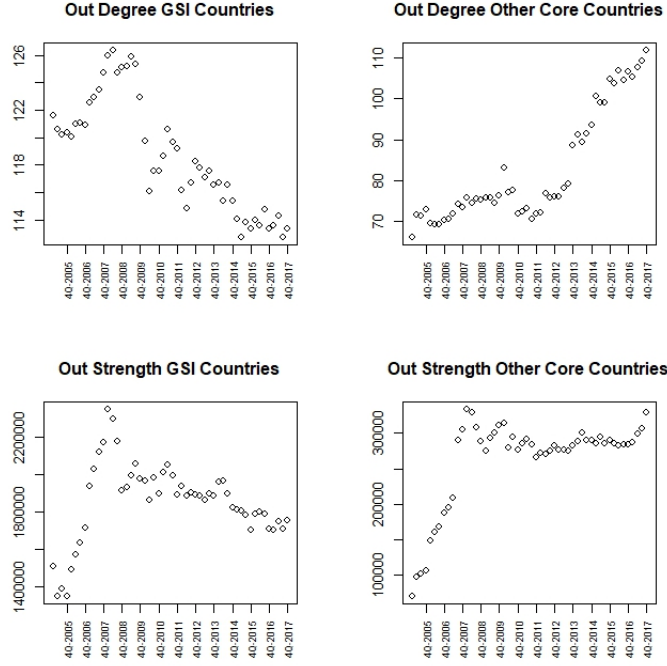 Out Degree GSI Countries
126
122
118
114
4Q-2005
4Q-2006
4Q-2007
4Q-2008
4Q-2009
4Q-2010
4Q-2011
4Q-2012
4Q-2013
4Q-2014
4Q-2015
4Q-2016
4Q-2017
Out Degree Other Core Countries
110
100
90
80
70
4Q-2005
4Q-2006
4Q-2007
4Q-2008
4Q-2009
4Q-2010
4Q-2011
4Q-2012
4Q-2013
4Q-2014
4Q-2015
4Q-2016
4Q-2017
Out Strength GSI Countries
2200000
1800000
1400000
4Q-2005
4Q-2006
4Q-2007
4Q-2008
4Q-2009
4Q-2010
4Q-2011
4Q-2012
4Q-2013
4Q-2014
4Q-2015
4Q-2016
4Q-2017
Out Strength Other Core Countries
300000
200000
100000
4Q-2005
4Q-2006
4Q-2007
4Q-2008
4Q-2009
4Q-2010
4Q-2011
4Q-2012
4Q-2013
4Q-2014
4Q-2015
4Q-2016
4Q-2017